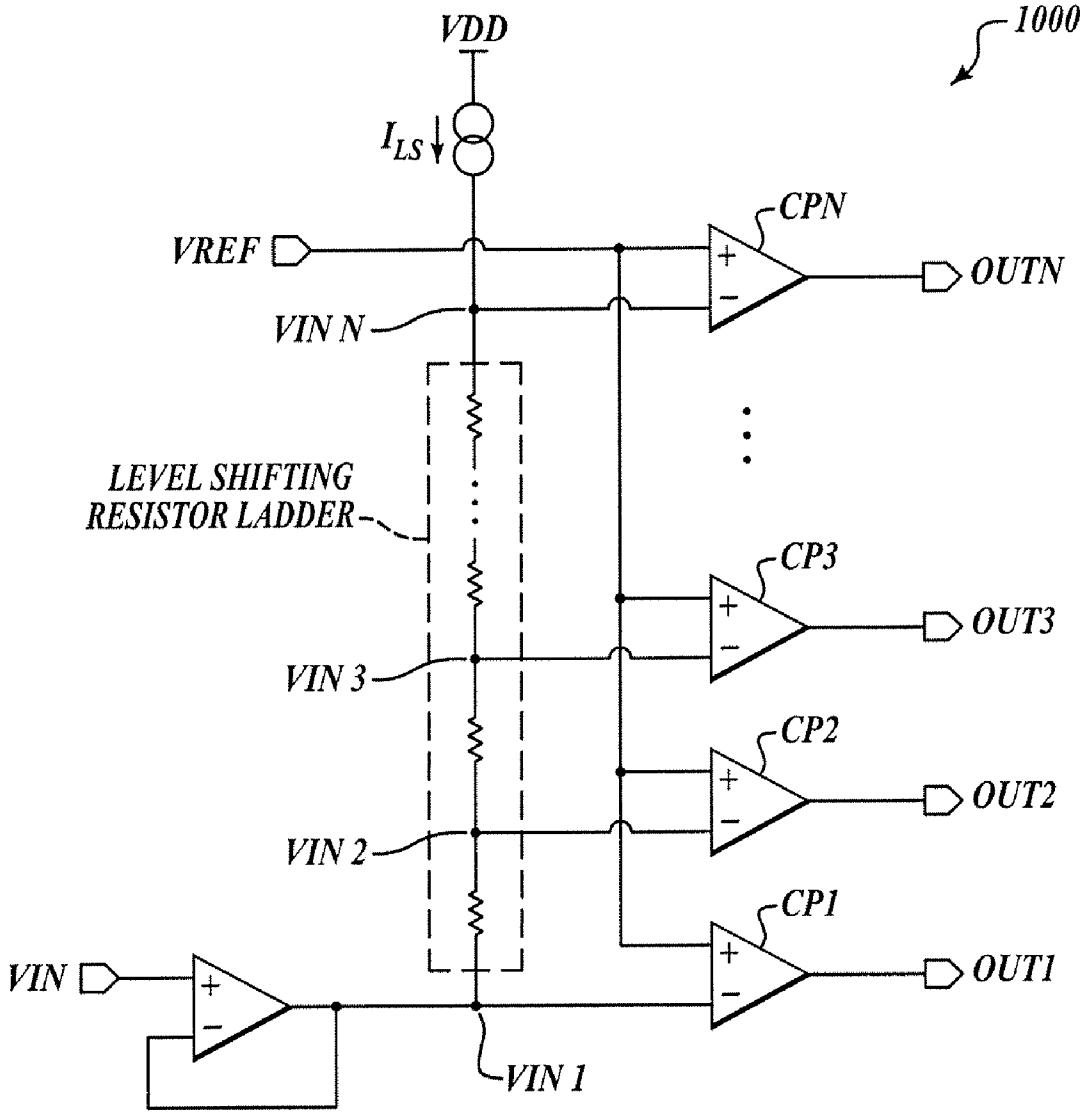 1000
VDD
I_LS
CPN
VREF
+
−
OUTN
VIN N
LEVEL SHIFTING
RESISTOR LADDER
CP3
+
−
OUT3
VIN 3
CP2
+
−
OUT2
VIN 2
CP1
+
−
OUT1
VIN
+
−
VIN 1